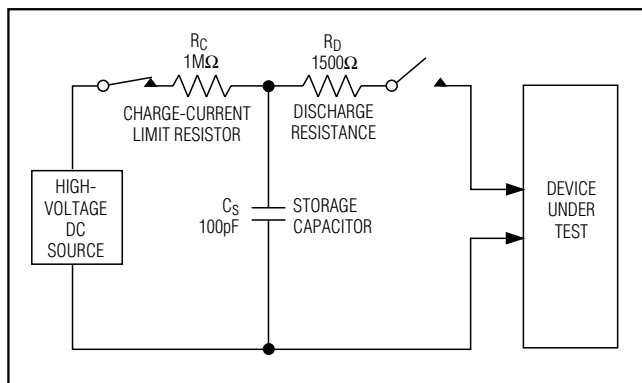 RC
1MΩ
CHARGE-CURRENT
LIMIT RESISTOR
RD
1500Ω
DISCHARGE
RESISTANCE
HIGH-
VOLTAGE
DC
SOURCE
CS
100pF
STORAGE
CAPACITOR
DEVICE
UNDER
TEST